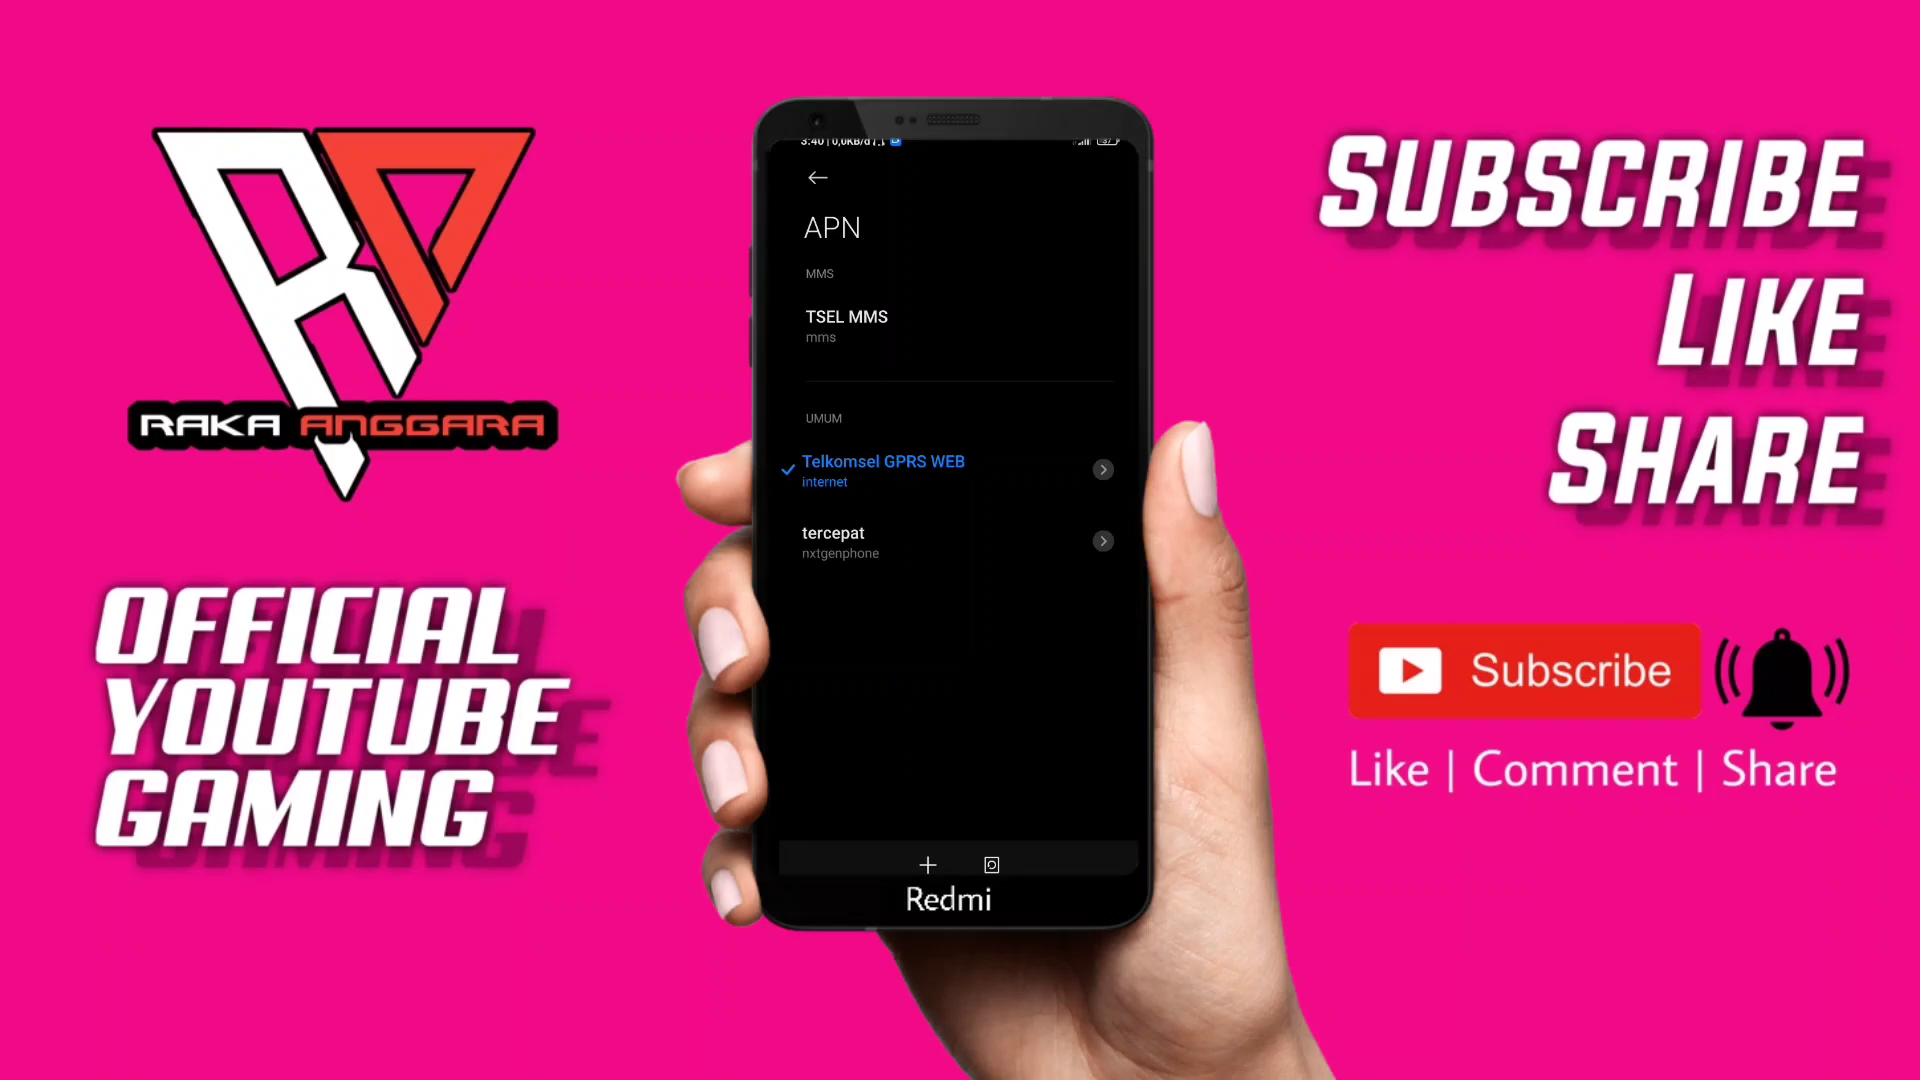 RAKA ANGGARA
OFFICIAL
YOUTUBE
GAMING
APN
MMS
TSEL MMS
mms
UMUM
Telkomsel GPRS WEB
internet
tercepat
nxtgenphone
Redmi
SUBSCRIBE
LIKE
SHARE
Subscribe
Like | Comment | Share